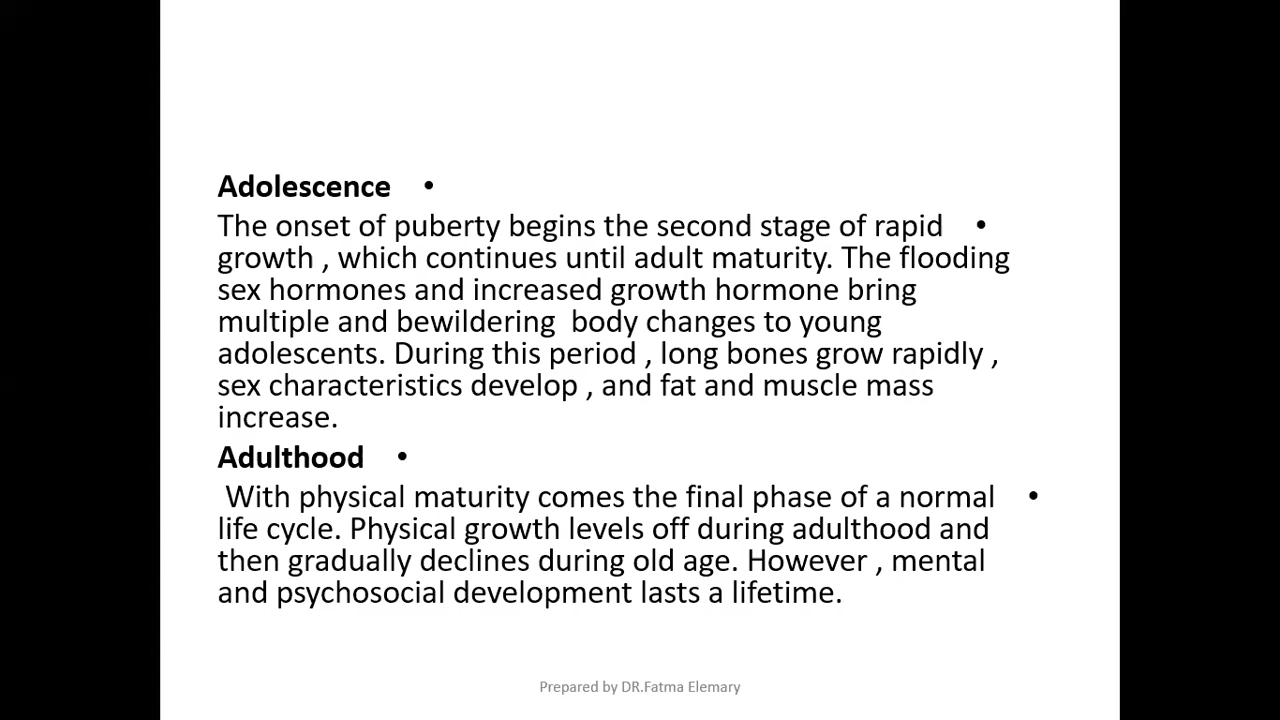 Adolescence •
The onset of puberty begins the second stage of rapid •
growth , which continues until adult maturity. The flooding
sex hormones and increased growth hormone bring
multiple and bewildering  body changes to young
adolescents. During this period , long bones grow rapidly ,
sex characteristics develop , and fat and muscle mass
increase.
Adulthood •
With physical maturity comes the final phase of a normal •
life cycle. Physical growth levels off during adulthood and
then gradually declines during old age. However , mental
and psychosocial development lasts a lifetime.
Prepared by DR.Fatma Elemary